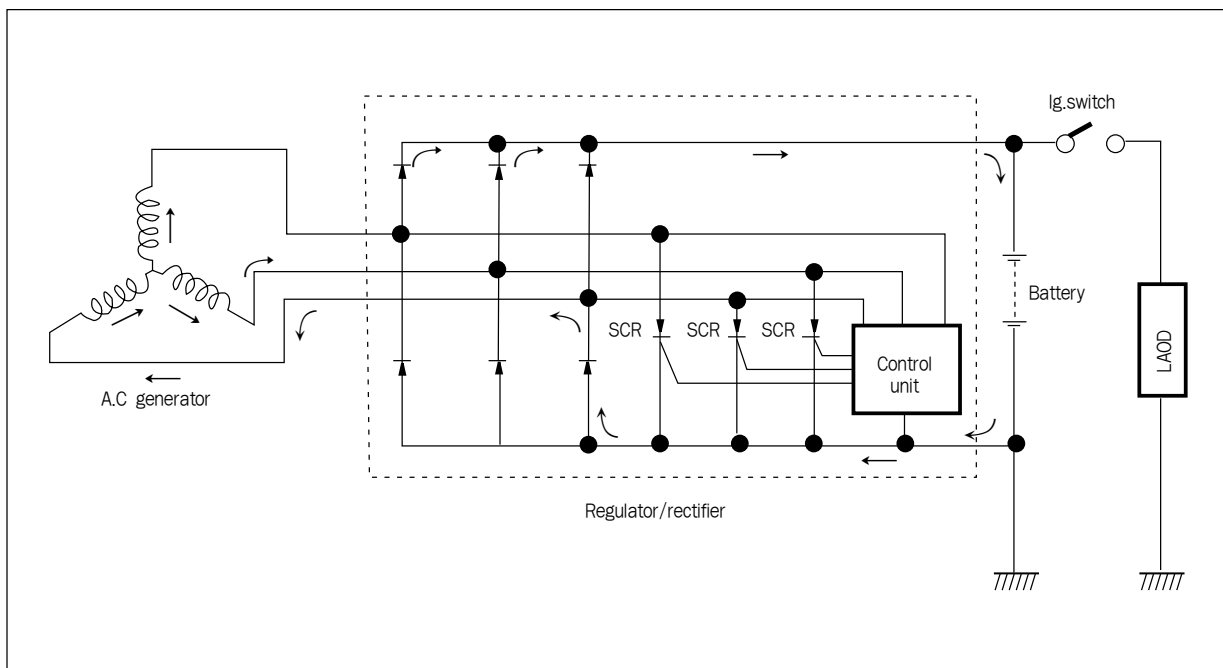 Ig.switch
Battery
SCR SCR SCR
Control
unit
LAOD
A.C generator
Regulator/rectifier